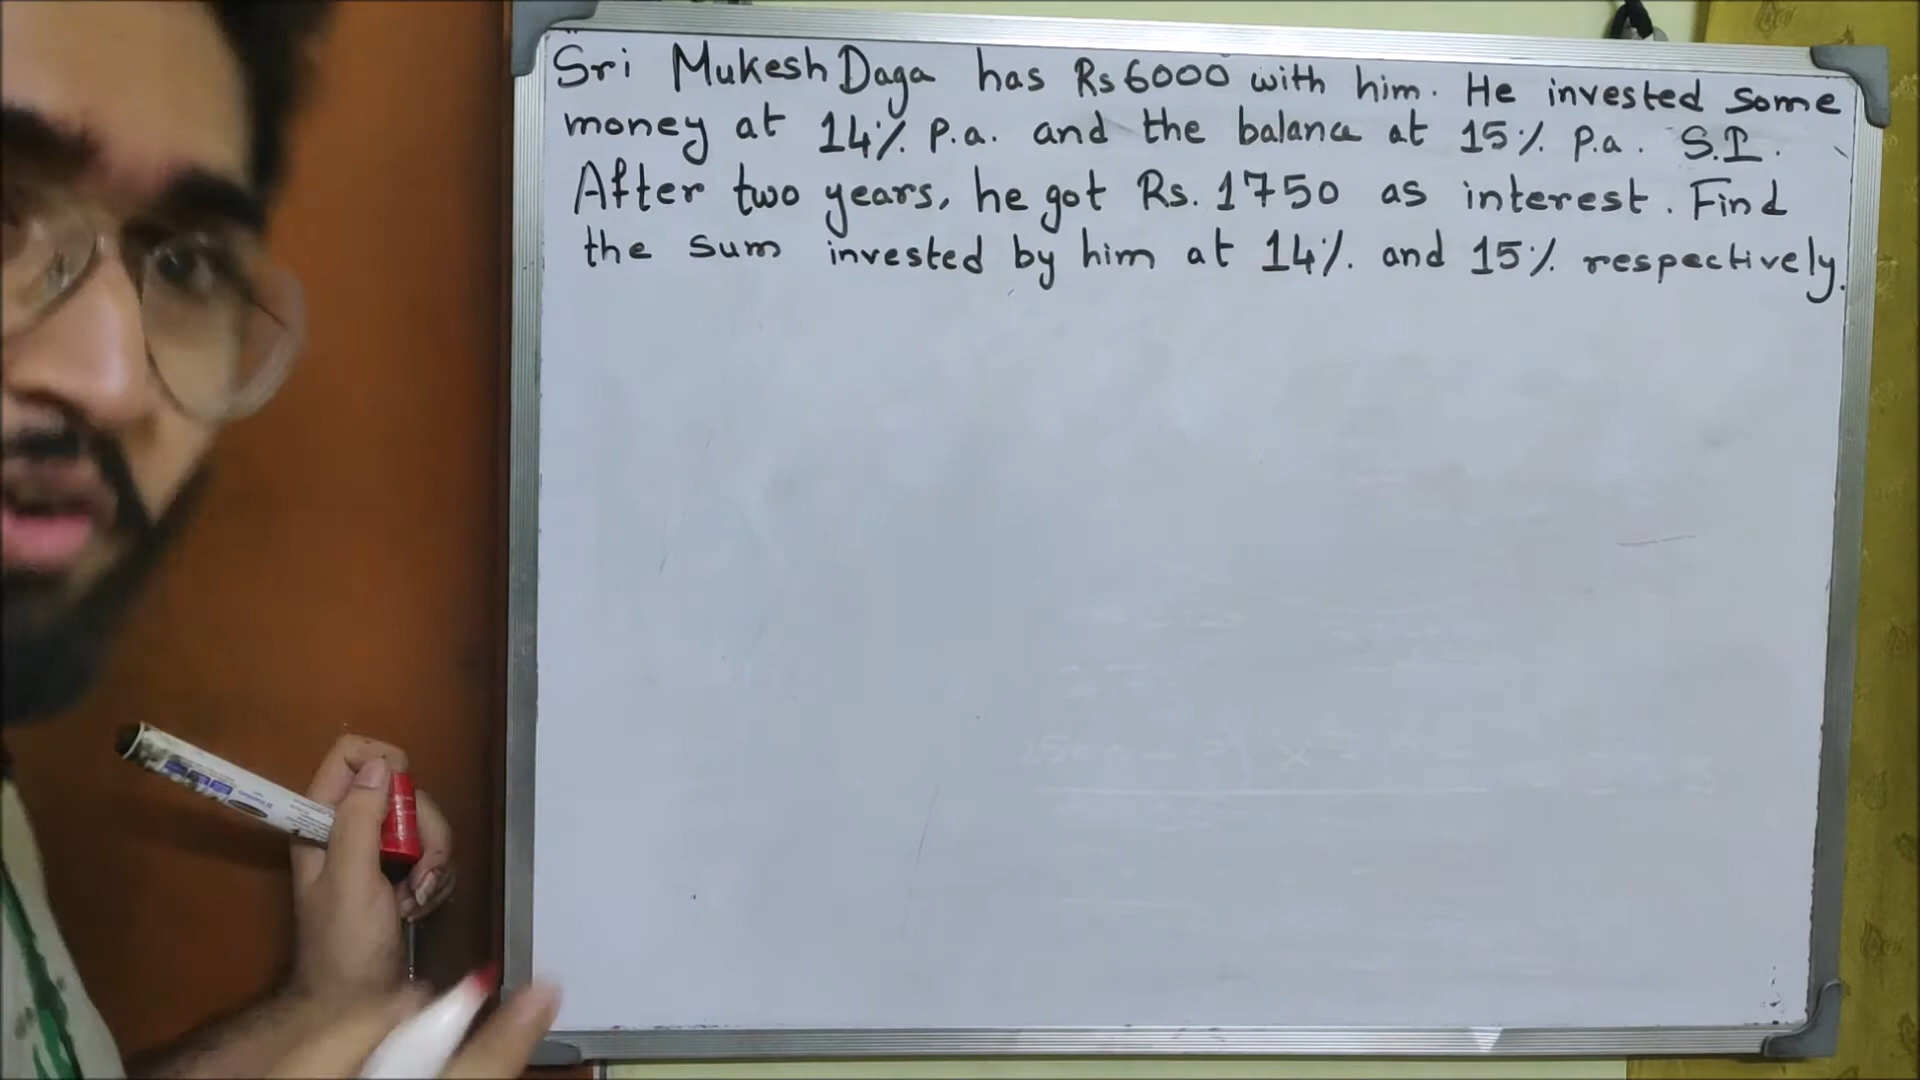 Sri Mukesh Daga has Rs 6000 with him. He invested some
money at 14% p.a. and the balance at 15% p.a. S.I.
After two years, he got Rs. 1750 as interest. Find
the sum invested by him at 14% and 15% respectively.